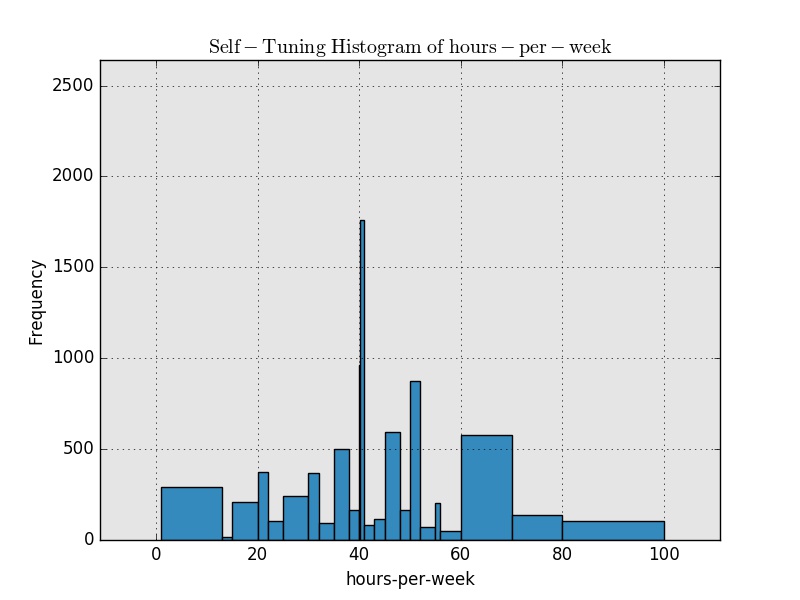 Self − Tuning Histogram of hours − per − week
2500
2000
1500
1000
500
0
Frequency
0 20 40 60 80 100
hours-per-week